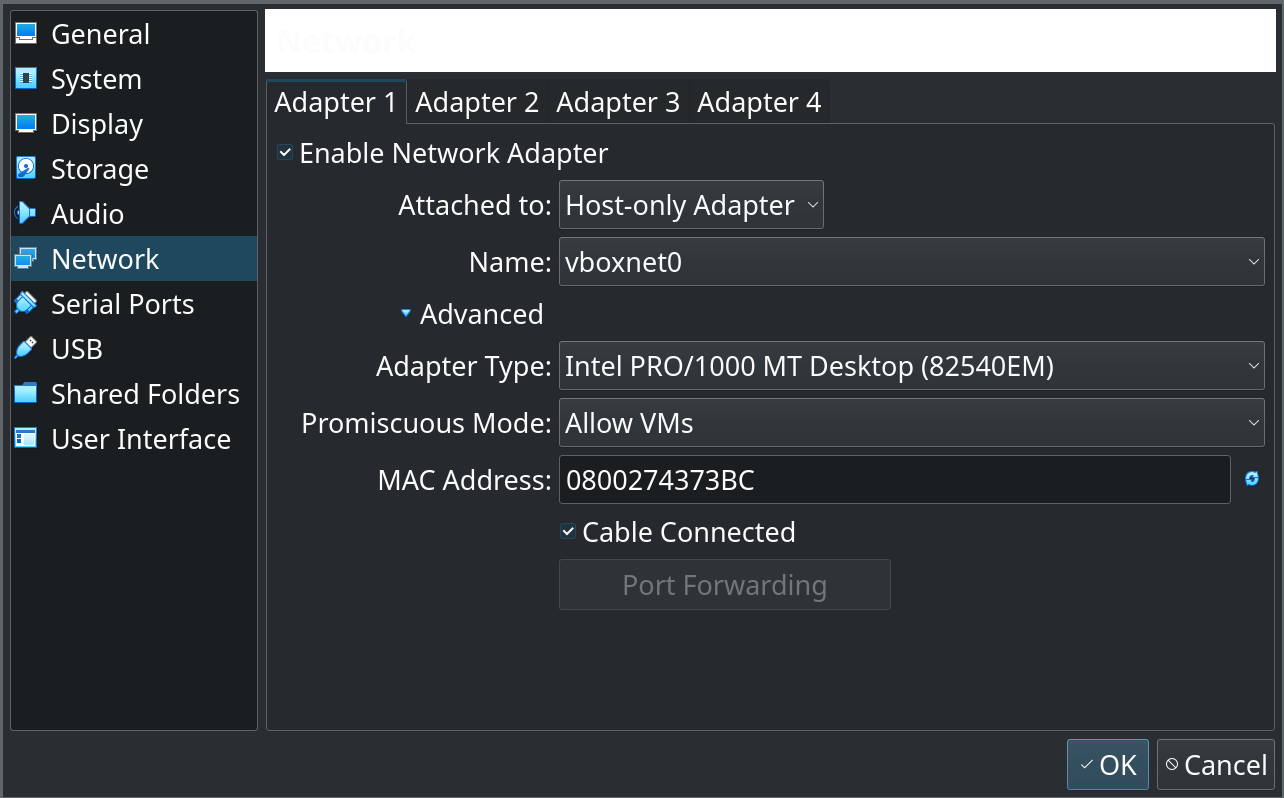 General
System
Display
Storage
Audio
Network
Serial Ports
USB
Shared Folders
User Interface
Network
Adapter 1 Adapter 2 Adapter 3 Adapter 4
Enable Network Adapter
Attached to: Host-only Adapter
Name: vboxnet0
Advanced
Adapter Type: Intel PRO/1000 MT Desktop (82540EM)
Promiscuous Mode: Allow VMs
MAC Address: 0800274373BC
Cable Connected
Port Forwarding
OK Cancel